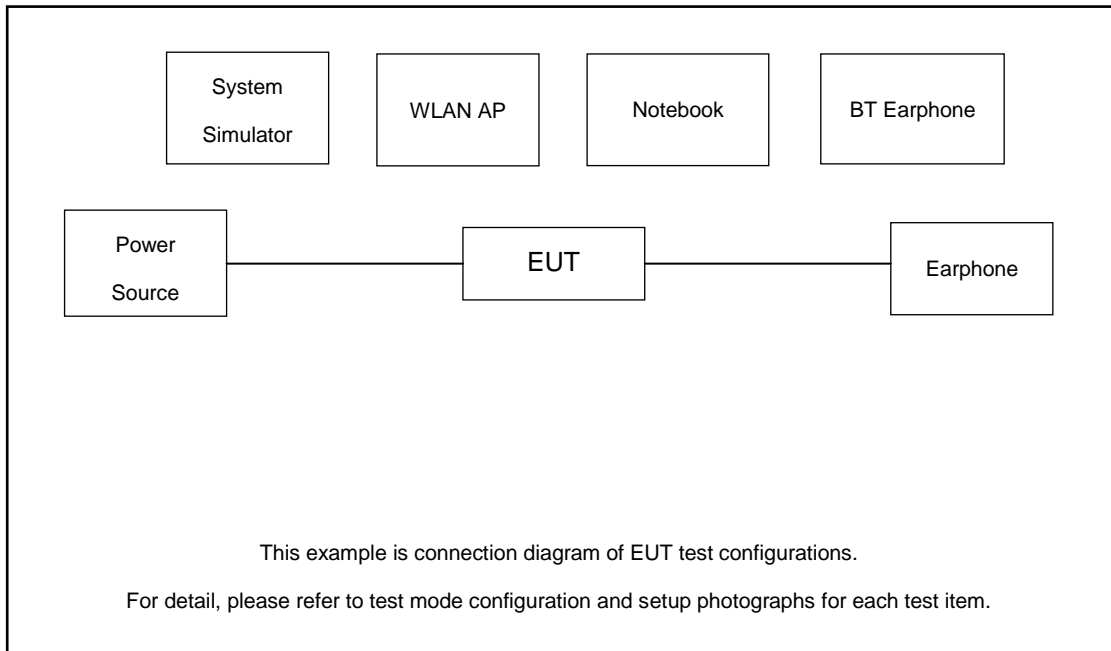 System
Simulator
WLAN AP
Notebook
BT Earphone
Power
Source
EUT
Earphone
This example is connection diagram of EUT test configurations.
For detail, please refer to test mode configuration and setup photographs for each test item.